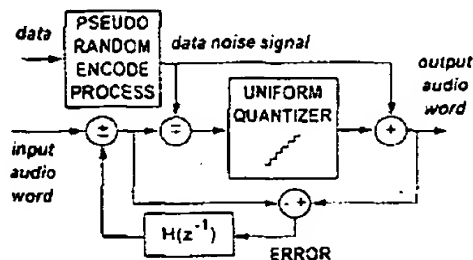 data
PSEUDO
RANDOM
ENCODE
PROCESS
data noise signal
output
audio
word
UNIFORM
QUANTIZER
±
∓
+
input
audio
word
- +
H(z⁻¹)
ERROR